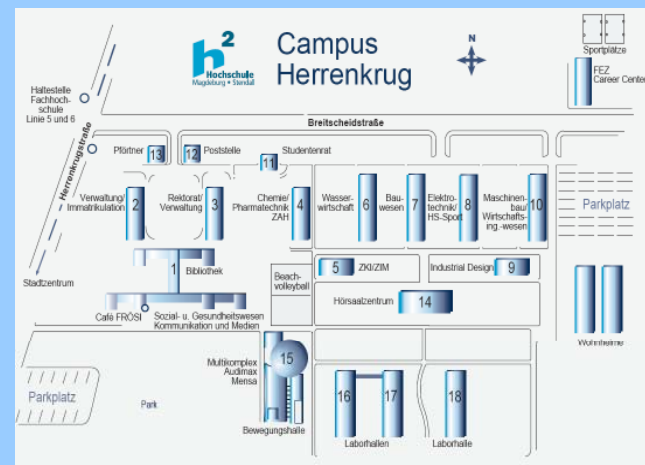 h2
Hochschule
Magdeburg • Stendal
Campus
Herrenkrug
N
Sportplätze
FEZ
Career Center
Haltestelle
Fachhoch-
schule
Linie 5 und 6
Herrenkrugstraße
Breitscheidstraße
Pförtner
13
12
Poststelle
11
Studentenrat
Verwaltung/
Immatrikulation
2
Rektorat/
Verwaltung
3
Chemie/
Pharmatechnik
ZAH
4
Wasser-
wirtschaft
6
Bau-
wesen
7
Elektro-
technik/
HS-Sport
8
Maschinen-
bau/
Wirtschafts-
ing.-wesen
10
Parkplatz
Stadtzentrum
1
Bibliothek
Beach-
volleyball
5
ZKI/ZIM
Industrial Design
9
Hörsaalzentrum
14
Café FRÖSI
Sozial- u. Gesundheitswesen
Kommunikation und Medien
Wohnheime
Multikomplex
Audimax
Mensa
15
Parkplatz
Park
Bewegungshalle
16
17
18
Laborhallen
Laborhalle